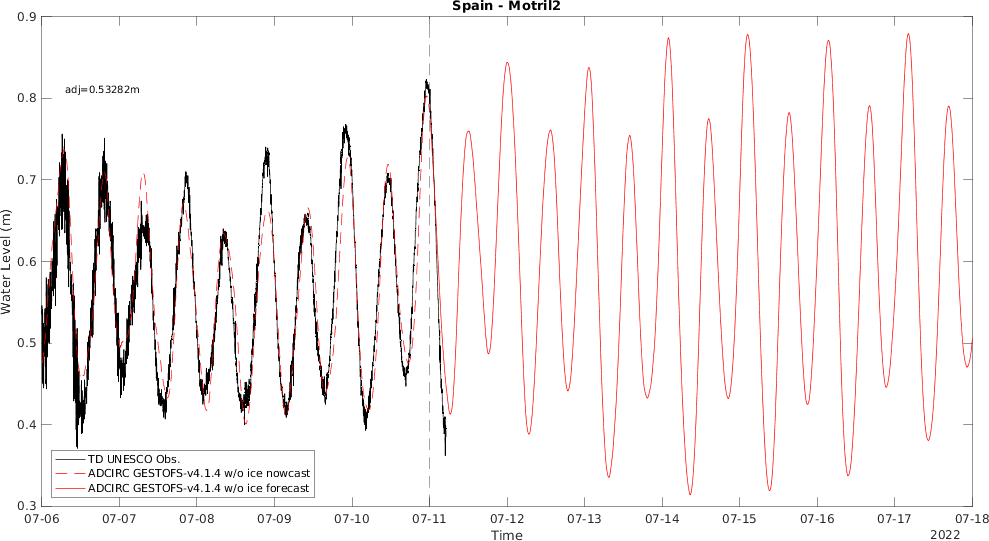 Spain - Motril2
0.9
0.8
0.7
0.6
0.5
0.4
0.3
Water Level (m)
adj=0.53282m
TD UNESCO Obs.
ADCIRC GESTOFS-v4.1.4 w/o ice nowcast
ADCIRC GESTOFS-v4.1.4 w/o ice forecast
07-06 07-07 07-08 07-09 07-10 07-11 07-12 07-13 07-14 07-15 07-16 07-17 07-18
Time
2022